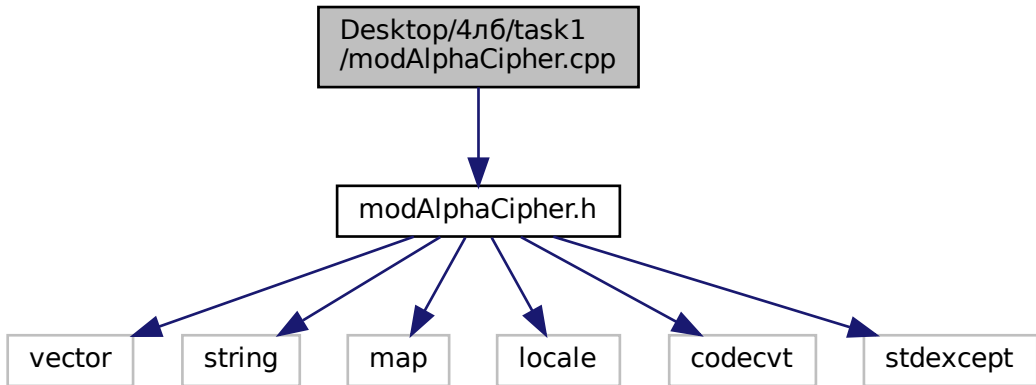 Desktop/4лб/task1
/modAlphaCipher.cpp
modAlphaCipher.h
vector
string
map
locale
codecvt
stdexcept